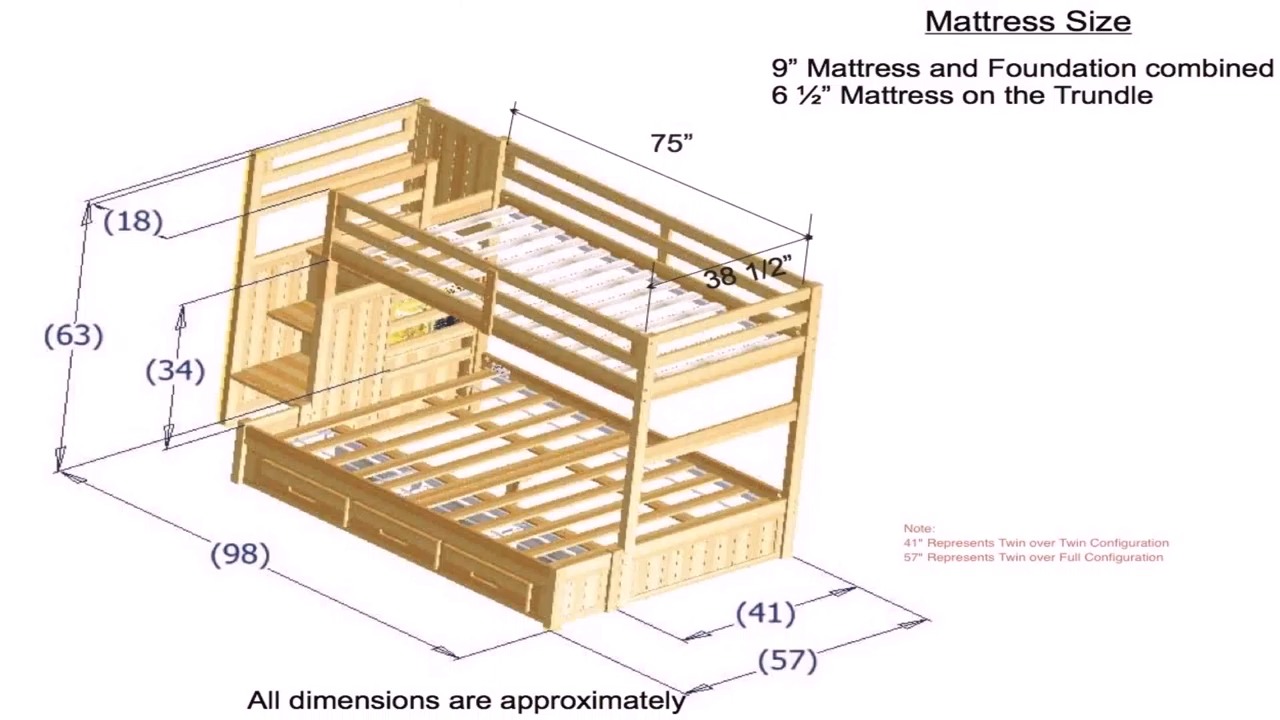 Mattress Size
9” Mattress and Foundation combined
6 ½” Mattress on the Trundle
75”
(18)
38 1/2”
(63)
(34)
Note:
41" Represents Twin over Twin Configuration
57" Represents Twin over Full Configuration
(98)
(41)
(57)
All dimensions are approximately